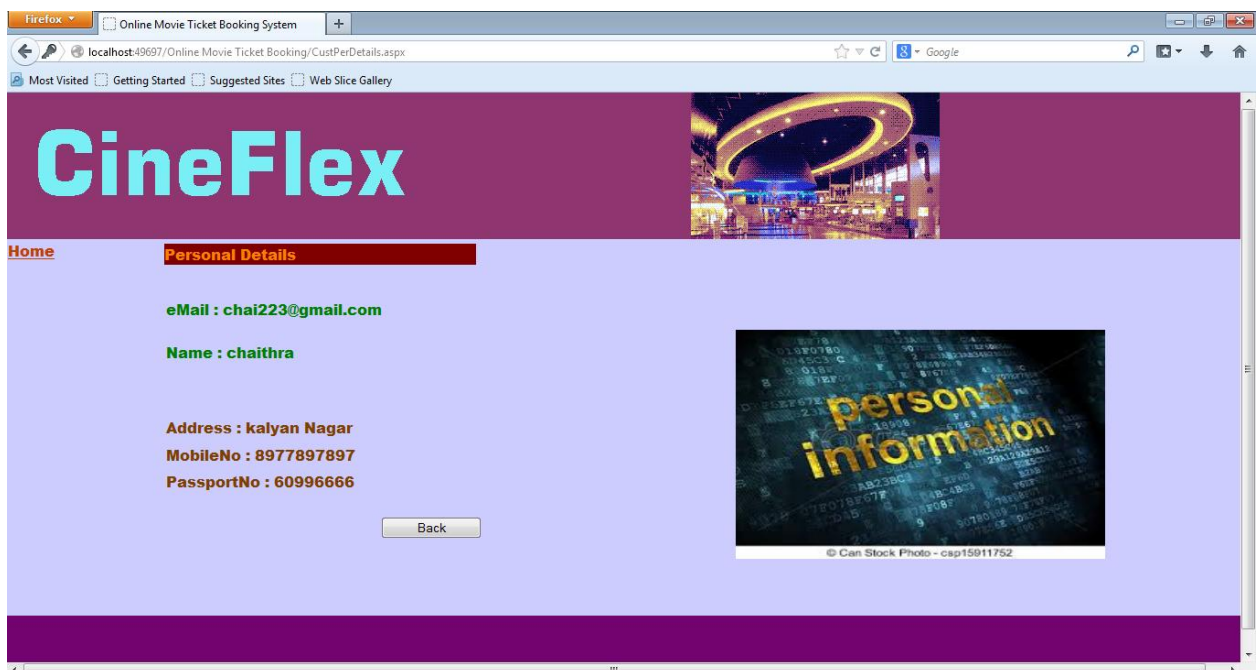 Firefox
Online Movie Ticket Booking System
+
localhost:49697/Online Movie Ticket Booking/CustPerDetails.aspx
Google
Most Visited Getting Started Suggested Sites Web Slice Gallery
CineFlex
Home
Personal Details
eMail : chai223@gmail.com
Name : chaithra
Address : kalyan Nagar
MobileNo : 8977897897
PassportNo : 60996666
Back
personal
information
© Can Stock Photo - csp15911752